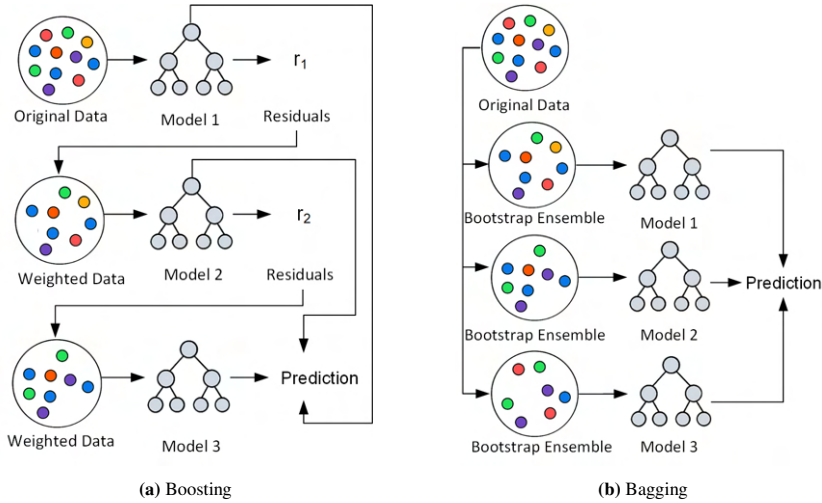 Original Data
Model 1
r1
Residuals
Weighted Data
Model 2
r2
Residuals
Weighted Data
Model 3
Prediction
(a) Boosting
Original Data
Bootstrap Ensemble
Model 1
Bootstrap Ensemble
Model 2
Prediction
Bootstrap Ensemble
Model 3
(b) Bagging